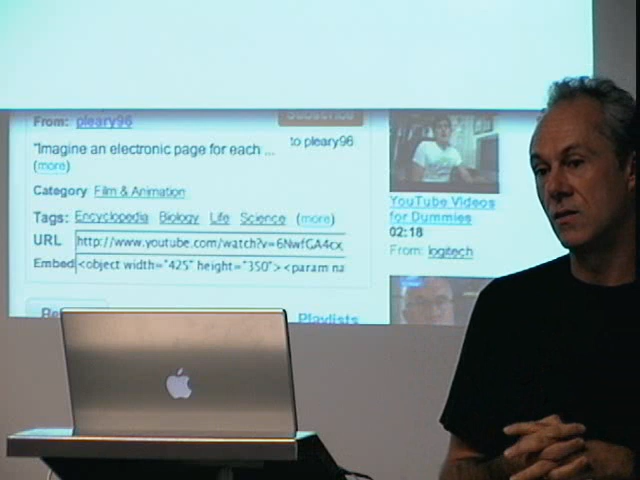 From: pleary96
Subscribe
to pleary96
"Imagine an electronic page for each ...
(more)
Category Film & Animation
Tags: Encyclopedia Biology Life Science (more)
URL http://www.youtube.com/watch?v=6NwfGA4cx
Embed <object width="425" height="350"><param na
Playlists
YouTube Videos
for Dummies
02:18
From: logitech